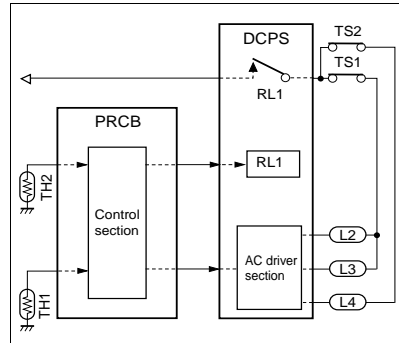 DCPS
TS2
TS1
RL1
PRCB
RL1
TH2
Control
section
L2
AC driver
section
L3
L4
TH1